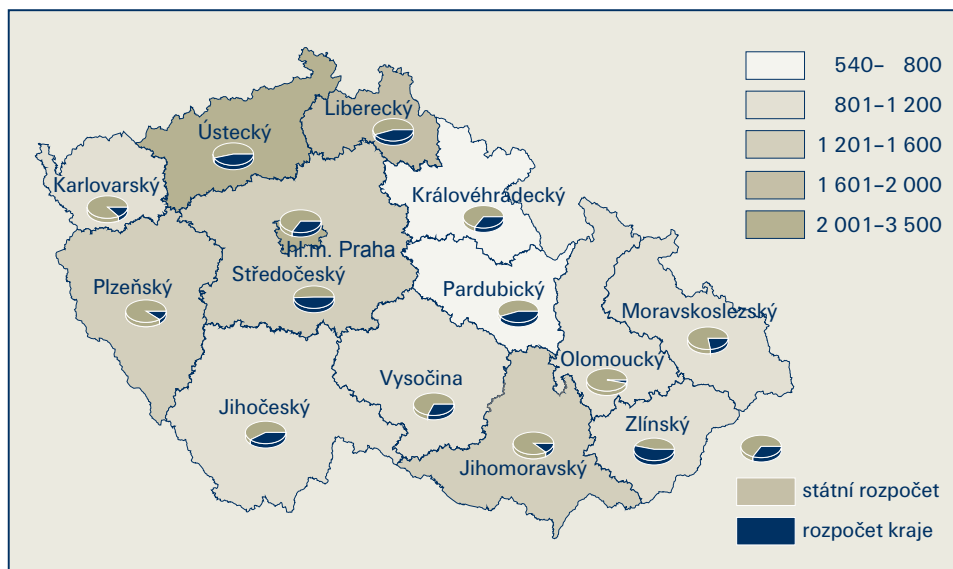 540– 800
801–1 200
1 201–1 600
1 601–2 000
2 001–3 500
Liberecký
Ústecký
Karlovarský
Královéhradecký
hl.m. Praha
Středočeský
Plzeňský
Pardubický
Moravskoslezský
Olomoucký
Vysočina
Jihočeský
Zlínský
Jihomoravský
státní rozpočet
rozpočet kraje